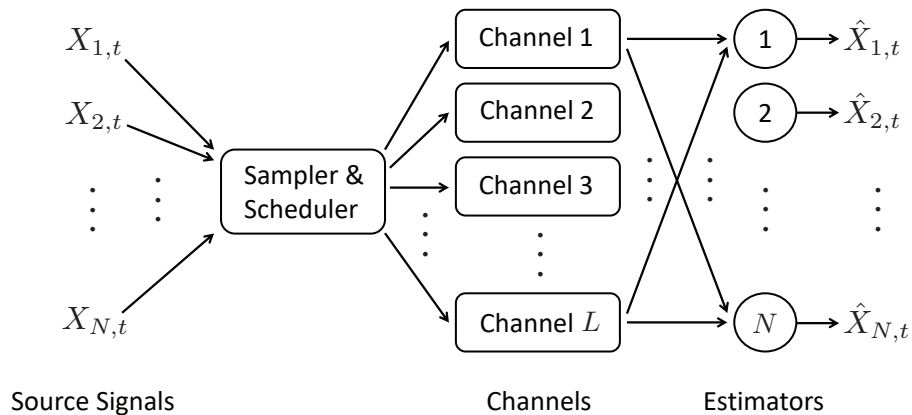 X_{1,t}
X_{2,t}
X_{N,t}
Sampler &
Scheduler
Channel 1
Channel 2
Channel 3
Channel L
1
2
N
X̂_{1,t}
X̂_{2,t}
X̂_{N,t}
Source Signals
Channels
Estimators